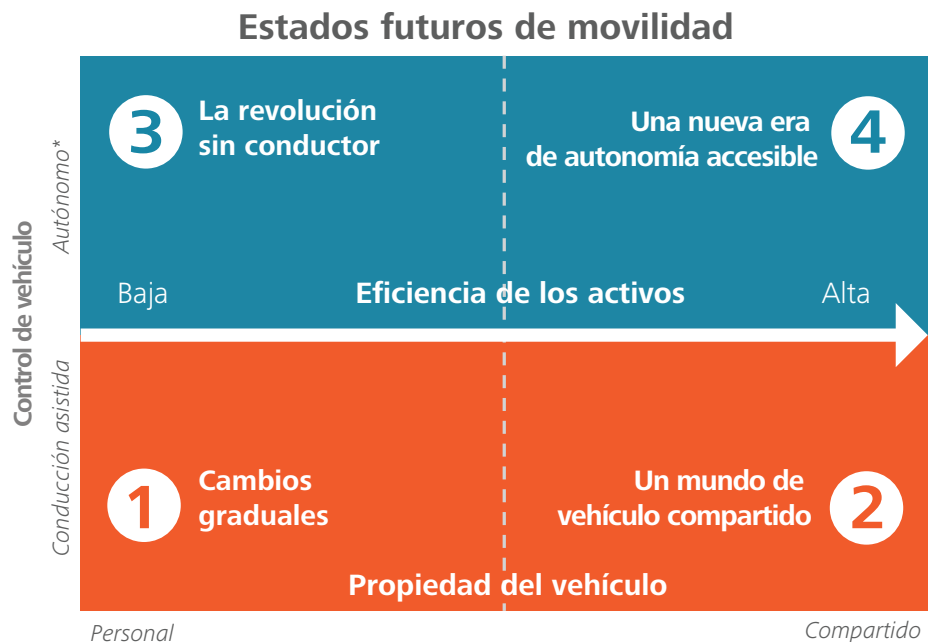 Estados futuros de movilidad
Control de vehículo
Autónomo*
Conducción asistida
3
La revolución
sin conductor
Una nueva era
de autonomía accesible
4
Baja
Eficiencia de los activos
Alta
1
Cambios
graduales
Un mundo de
vehículo compartido
2
Propiedad del vehículo
Personal
Compartido